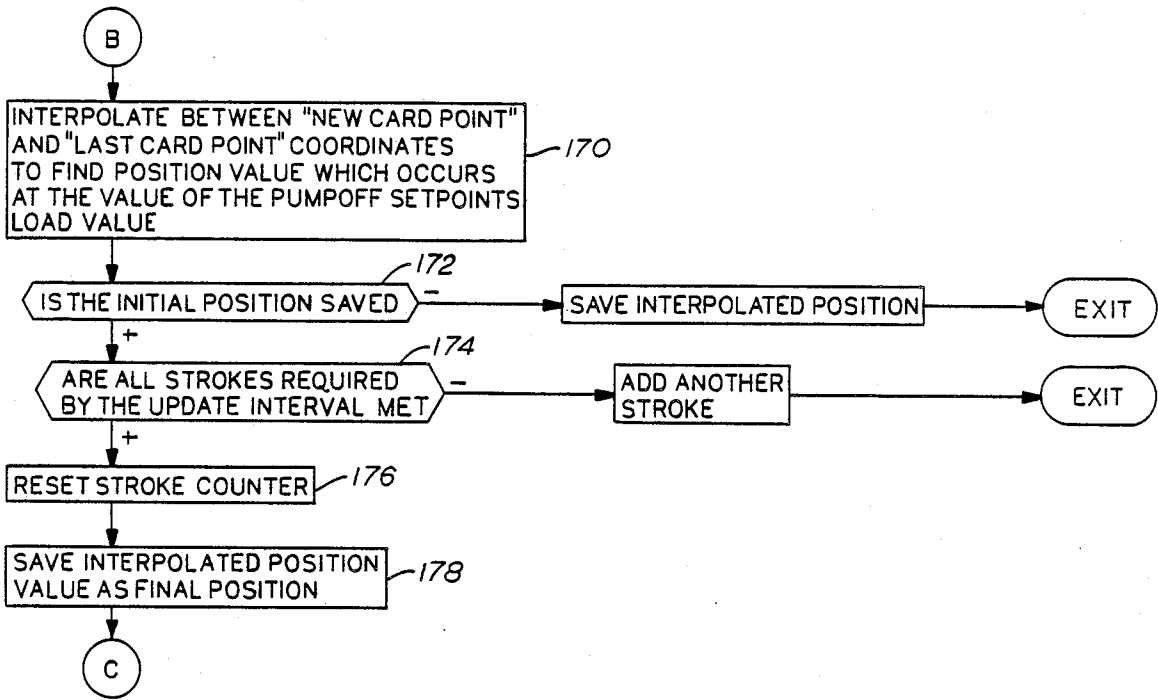 B
INTERPOLATE BETWEEN "NEW CARD POINT"
AND "LAST CARD POINT" COORDINATES
TO FIND POSITION VALUE WHICH OCCURS
AT THE VALUE OF THE PUMPOFF SETPOINTS
LOAD VALUE
170
172
IS THE INITIAL POSITION SAVED
–
SAVE INTERPOLATED POSITION
EXIT
+
174
ARE ALL STROKES REQUIRED
BY THE UPDATE INTERVAL MET
–
ADD ANOTHER
STROKE
EXIT
+
RESET STROKE COUNTER
176
SAVE INTERPOLATED POSITION
VALUE AS FINAL POSITION
178
C